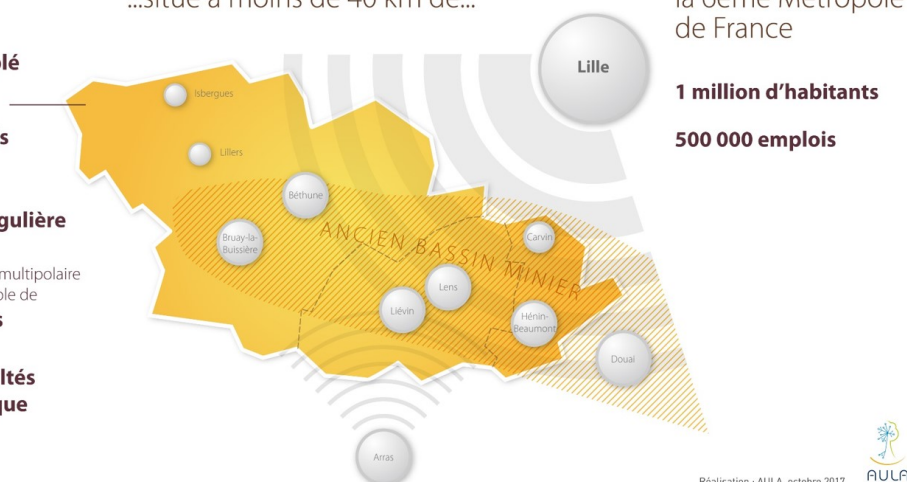 ...situé à moins de 40 km de...
la 6ème Métropole
de France
1 million d'habitants
500 000 emplois
Lille
Isbergues
Lillers
Béthune
Bruay-la-
Buissière
ANCIEN BASSIN MINIER
Carvin
Lens
Liévin
Hénin-
Beaumont
Douai
Arras
lé
s
gulière
multipolaire
ble de
s
ltés
que
Réalisation : AULA, octobre 2017
AULA